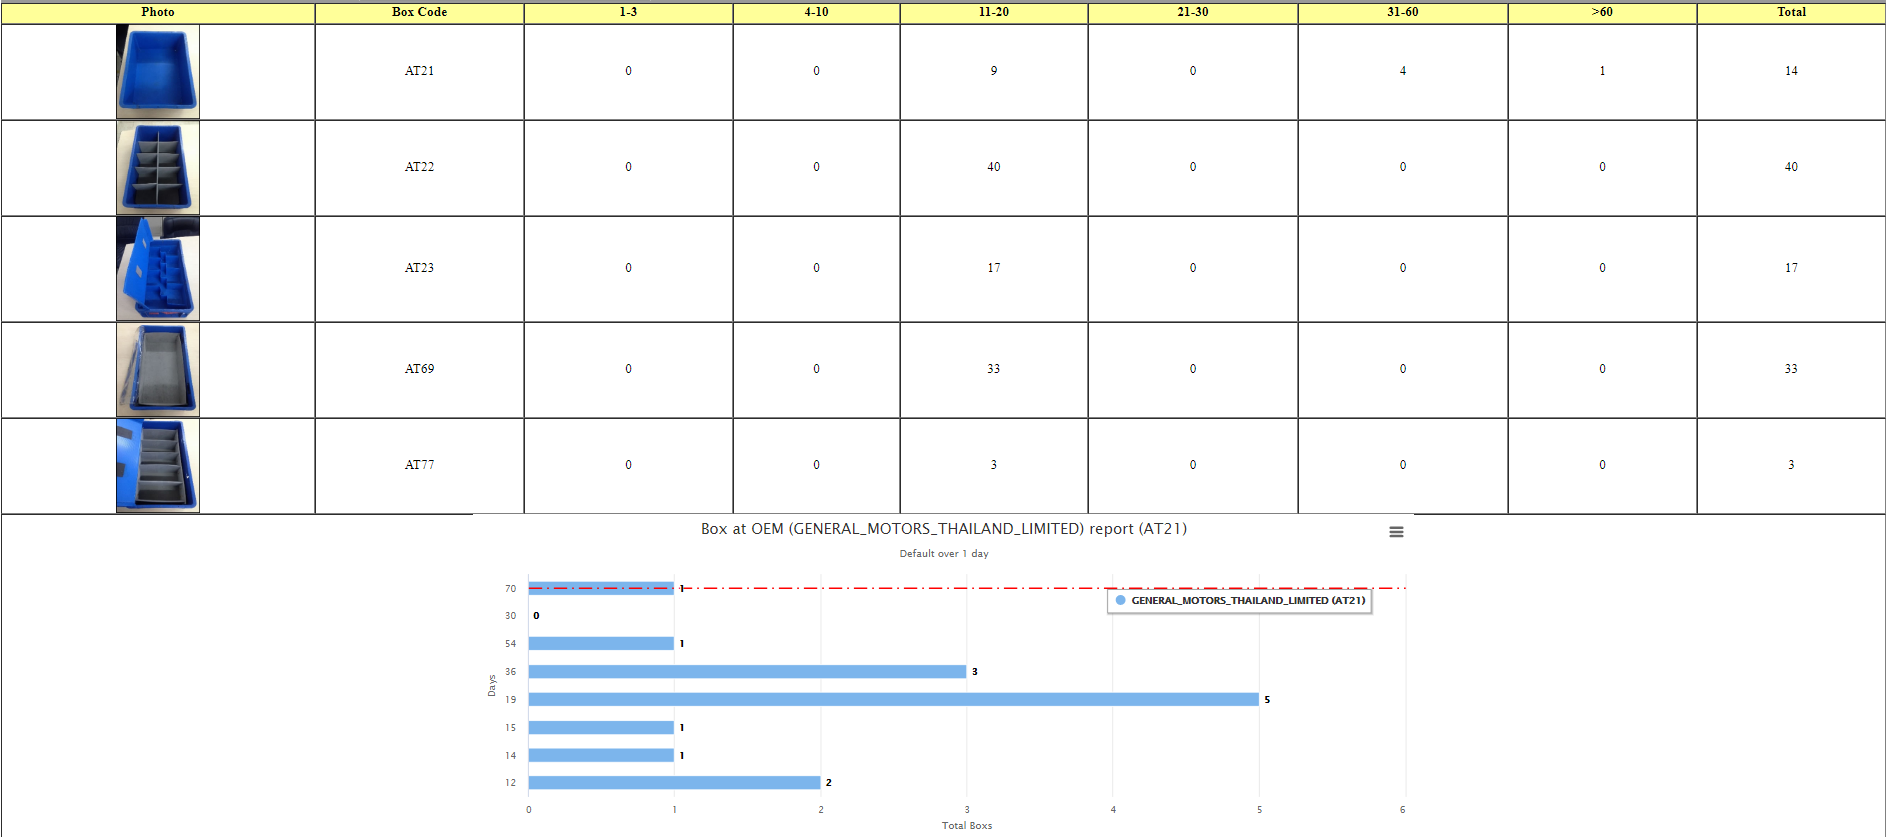 Photo Box Code 1-3 4-10 11-20 21-30 31-60 >60 Total
AT21 0 0 9 0 4 1 14
AT22 0 0 40 0 0 0 40
AT23 0 0 17 0 0 0 17
AT69 0 0 33 0 0 0 33
AT77 0 0 3 0 0 0 3
Box at OEM (GENERAL_MOTORS_THAILAND_LIMITED) report (AT21)
Default over 1 day
70 1
GENERAL_MOTORS_THAILAND_LIMITED (AT21)
30 0
54 1
36 3
Days
19 5
15 1
14 1
12 2
0 1 2 3 4 5 6
Total Boxs